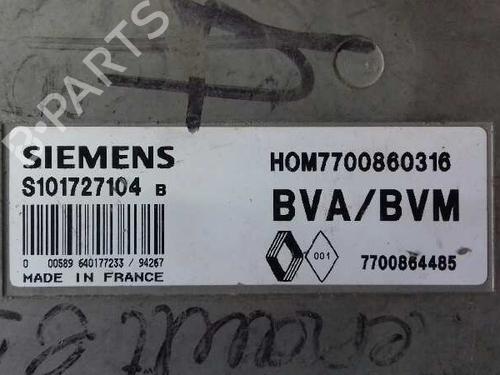 B-PARTS
SIEMENS
S101727104 B
0 00589 640177233 / 94267
MADE IN FRANCE
HOM7700860316
BVA/BVM
001
7700864485